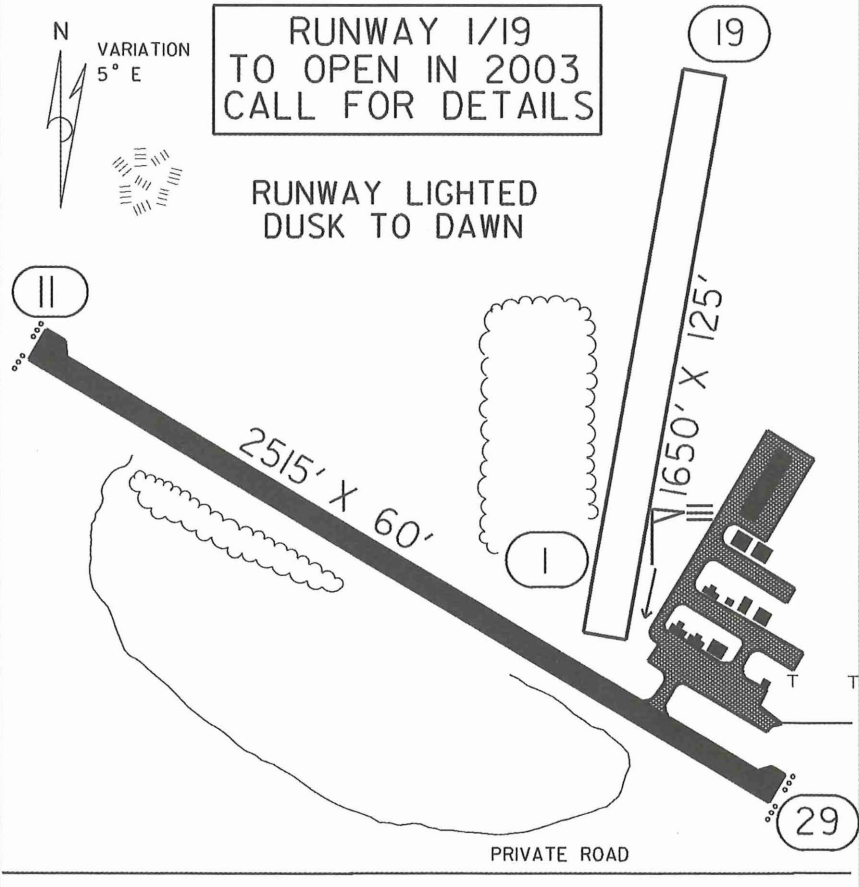 N
VARIATION
5° E
RUNWAY 1/19
TO OPEN IN 2003
CALL FOR DETAILS
19
RUNWAY LIGHTED
DUSK TO DAWN
11
1650' X 125'
2515' X 60'
1
T T
29
PRIVATE ROAD